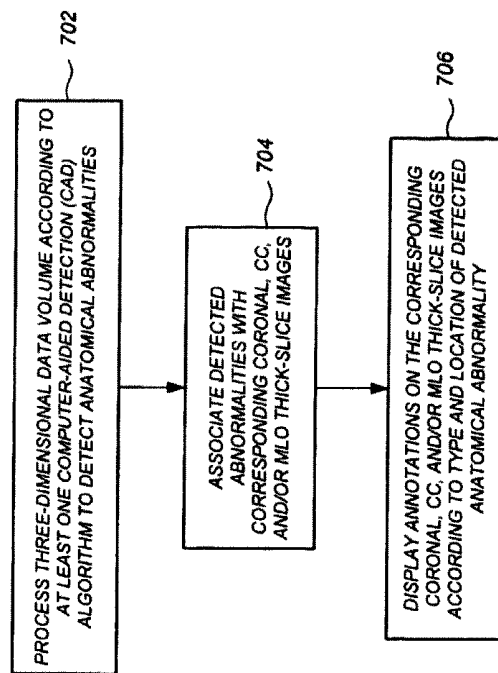 702
PROCESS THREE-DIMENSIONAL DATA VOLUME ACCORDING TO
AT LEAST ONE COMPUTER-AIDED DETECTION (CAD)
ALGORITHM TO DETECT ANATOMICAL ABNORMALITIES
704
ASSOCIATE DETECTED
ABNORMALITIES WITH
CORRESPONDING CORONAL, CC,
AND/OR MLO THICK-SLICE IMAGES
706
DISPLAY ANNOTATIONS ON THE CORRESPONDING
CORONAL, CC, AND/OR MLO THICK-SLICE IMAGES
ACCORDING TO TYPE AND LOCATION OF DETECTED
ANATOMICAL ABNORMALITY